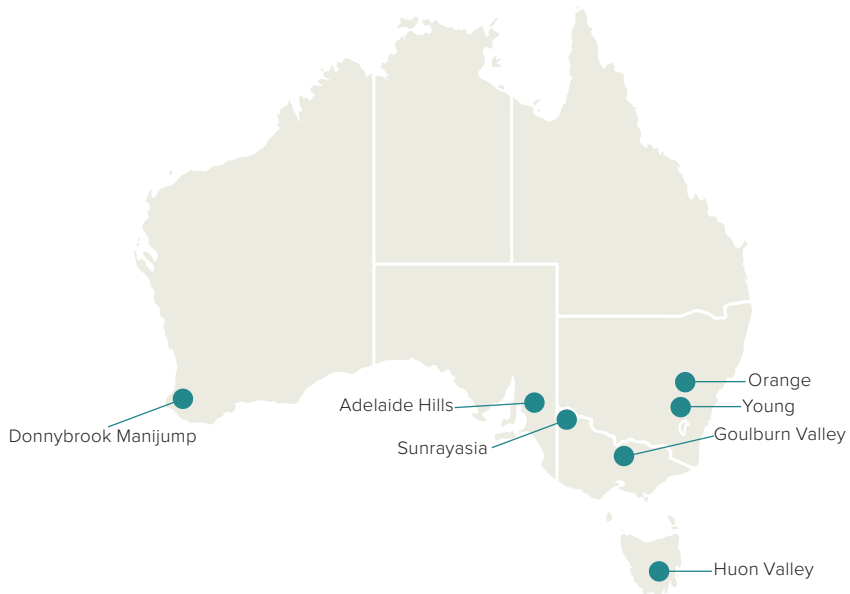 Orange
Adelaide Hills
Young
Donnybrook Manijump
Goulburn Valley
Sunrayasia
Huon Valley